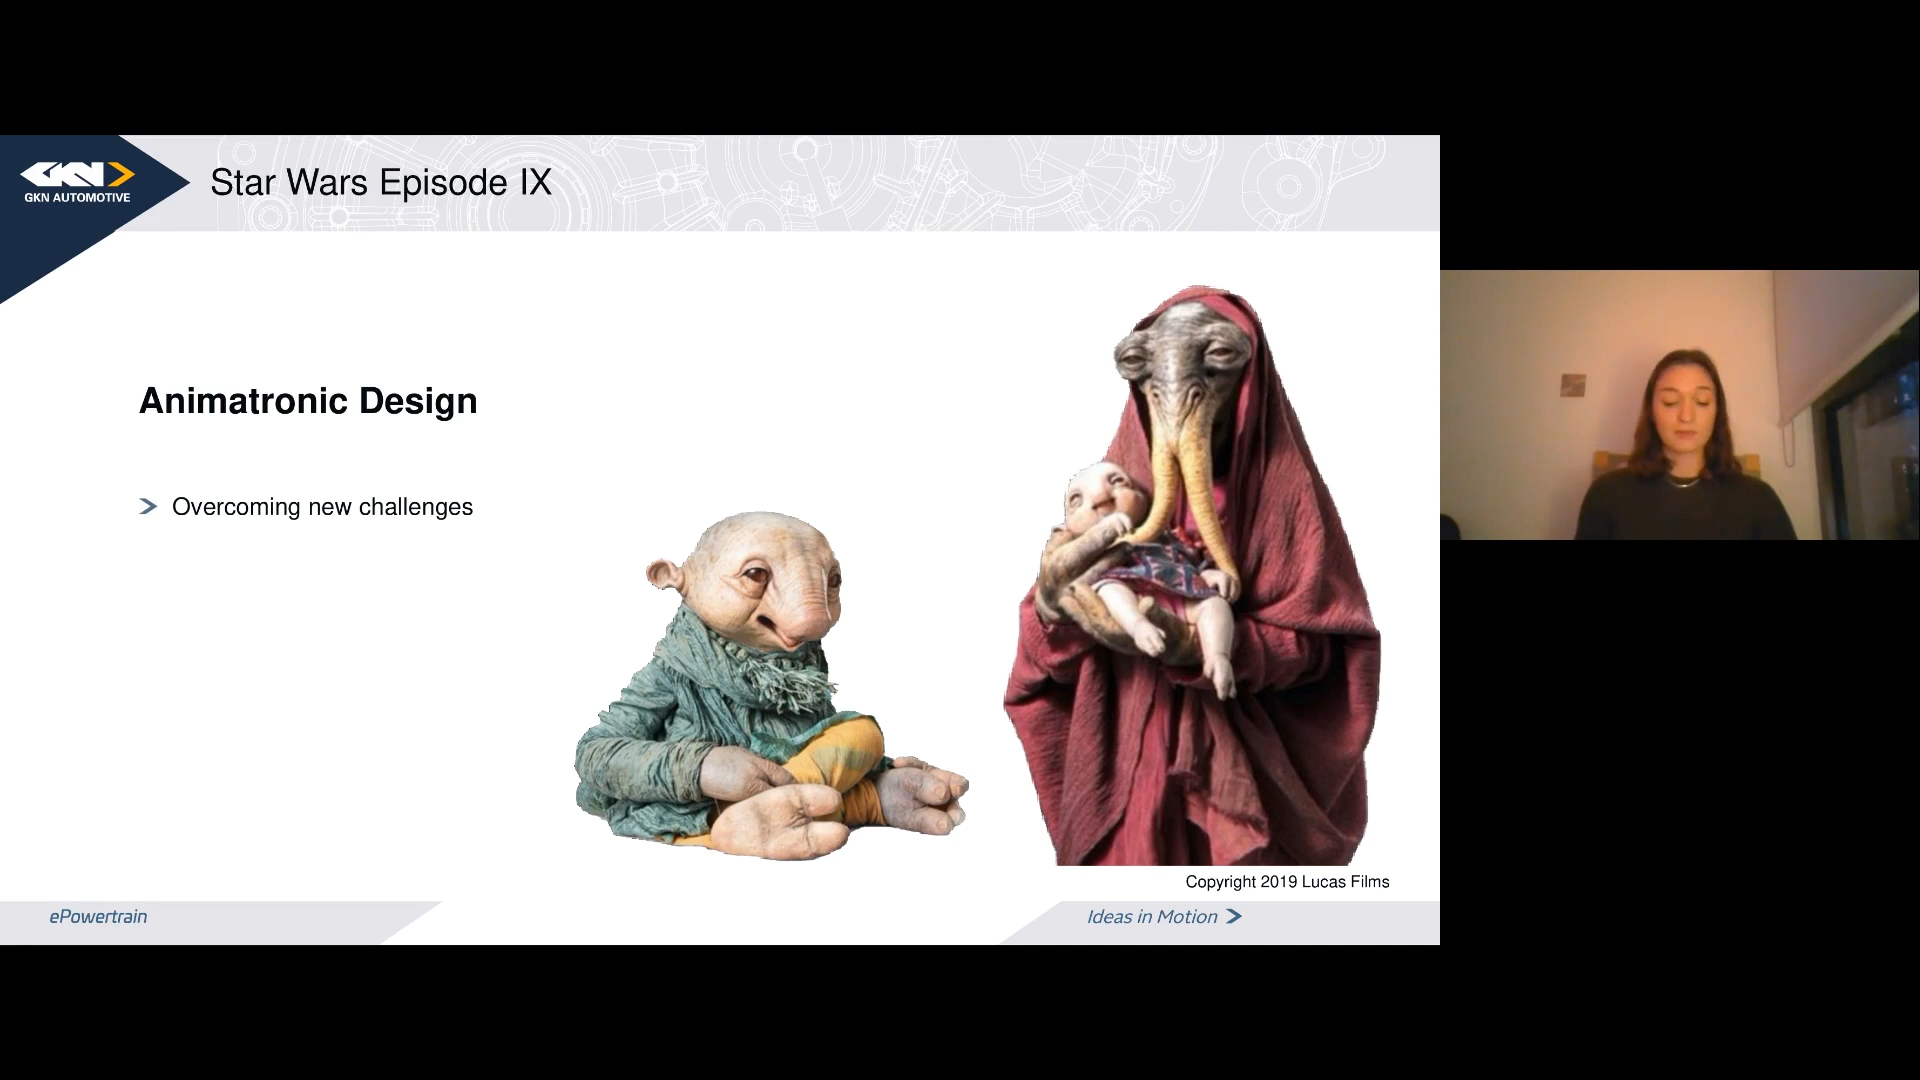 GKN
GKN AUTOMOTIVE
Star Wars Episode IX
Animatronic Design
Overcoming new challenges
Copyright 2019 Lucas Films
ePowertrain
Ideas in Motion